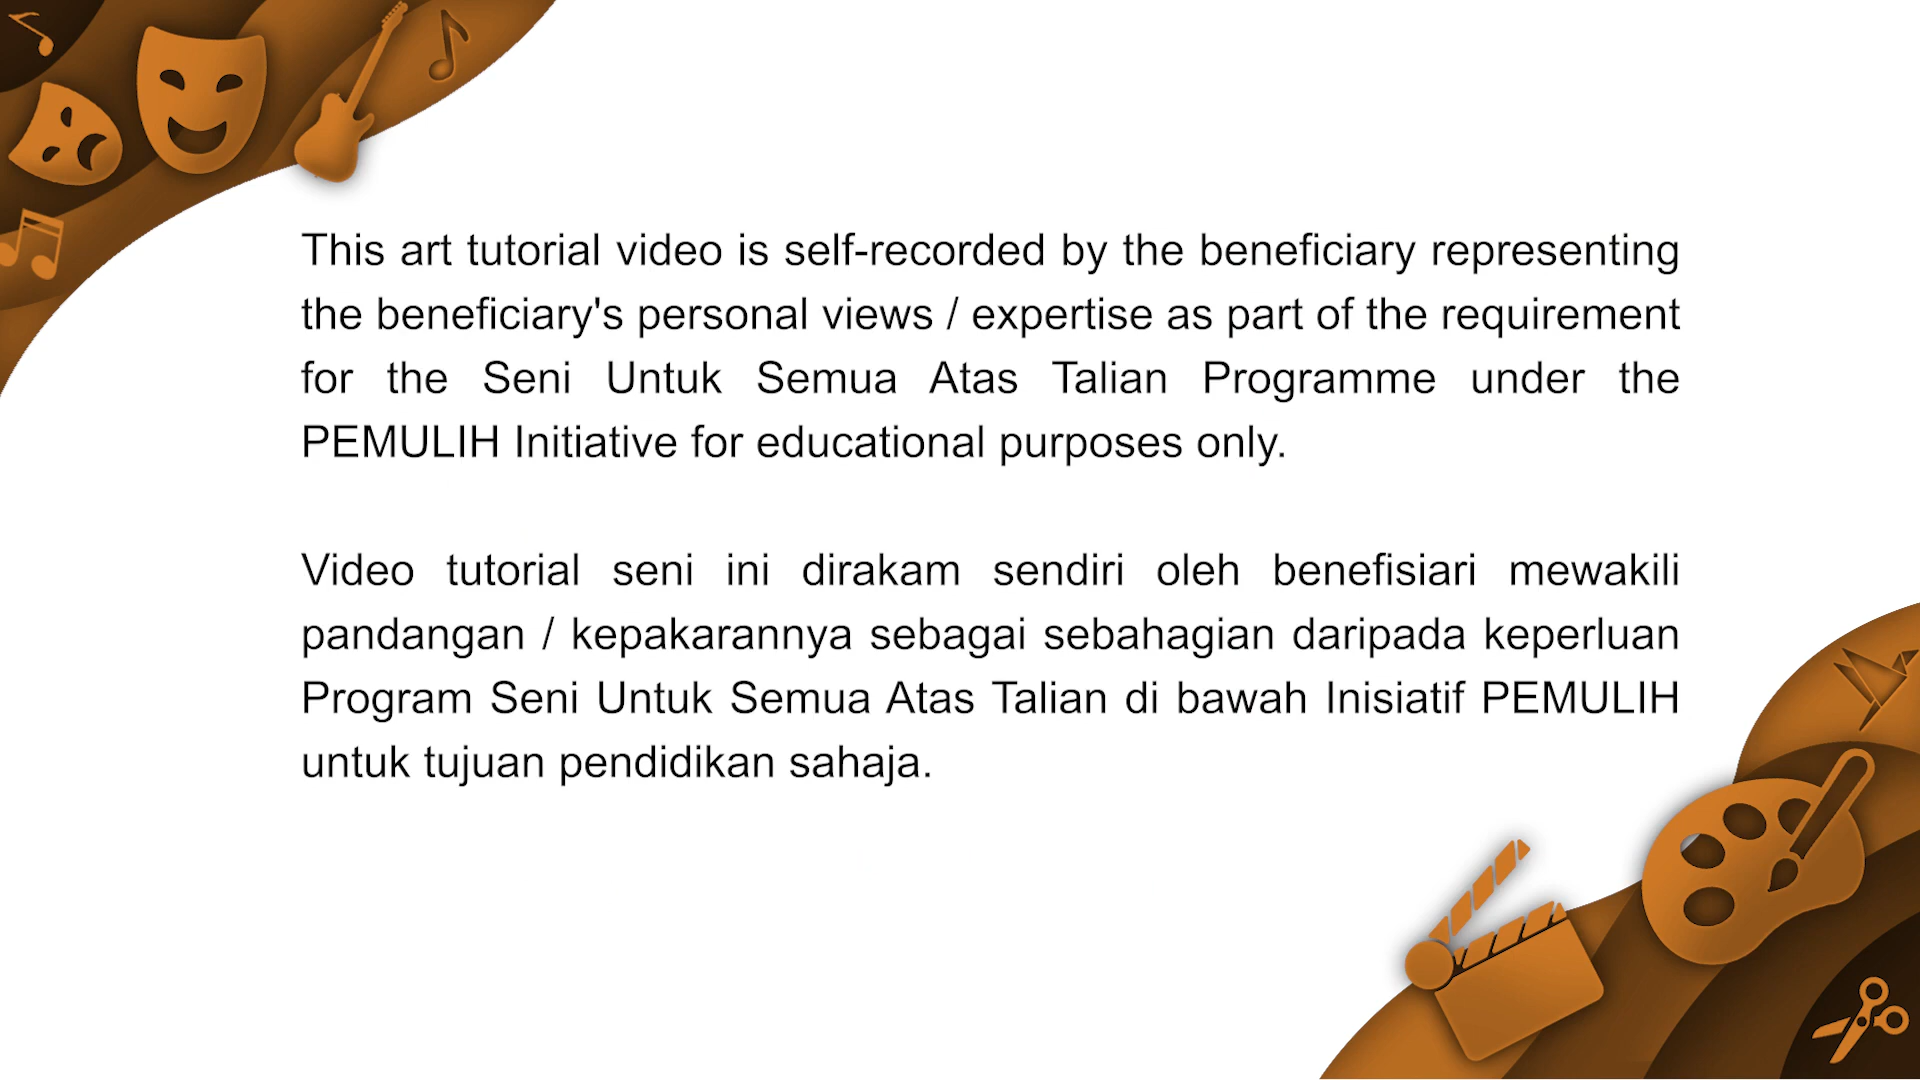 This art tutorial video is self-recorded by the beneficiary representing
the beneficiary's personal views / expertise as part of the requirement
for the Seni Untuk Semua Atas Talian Programme under the
PEMULIH Initiative for educational purposes only.
Video tutorial seni ini dirakam sendiri oleh benefisiari mewakili
pandangan / kepakarannya sebagai sebahagian daripada keperluan
Program Seni Untuk Semua Atas Talian di bawah Inisiatif PEMULIH
untuk tujuan pendidikan sahaja.